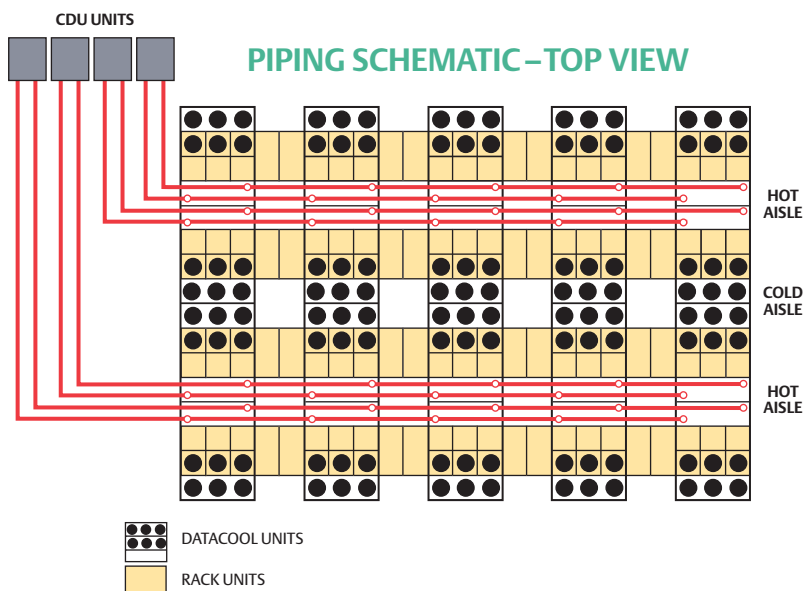 CDU UNITS
PIPING SCHEMATIC – TOP VIEW
HOT
AISLE
COLD
AISLE
HOT
AISLE
DATACOOL UNITS
RACK UNITS